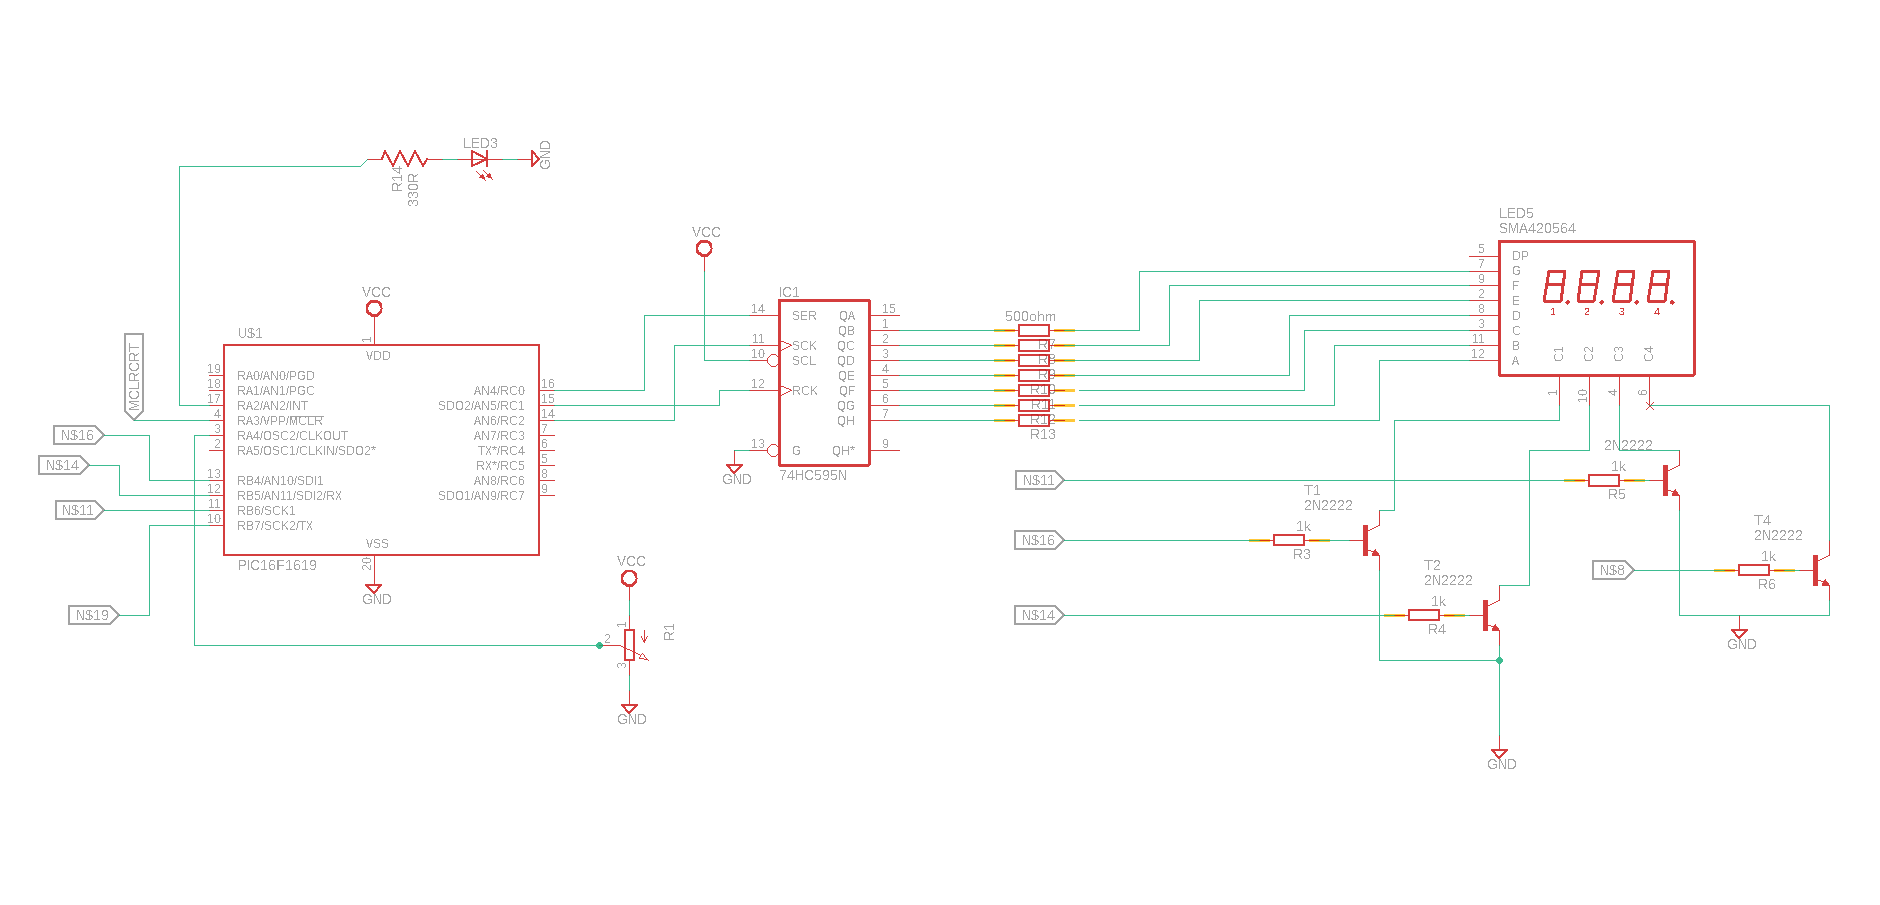 LED3
GND
R14
330R
VCC
VCC
MCLRCRT
U$1
1
VDD
19 RA0/AN0/PGD
18 RA1/AN1/PGC
17 RA2/AN2/INT
4 RA3/VPP/MCLR
3 RA4/OSC2/CLKOUT
2 RA5/OSC1/CLKIN/SDO2*
13 RB4/AN10/SDI1
12 RB5/AN11/SDI2/RX
11 RB6/SCK1
10 RB7/SCK2/TX
AN4/RC0 16
SDO2/AN5/RC1 15
AN6/RC2 14
AN7/RC3 7
TX*/RC4 6
RX*/RC5 5
AN8/RC6 8
SDO1/AN9/RC7 9
VSS
20
PIC16F1619
GND
N$16
N$14
N$11
N$19
VCC
1
2
3
R1
GND
IC1
14 SER
11 SCK
10 SCL
12 RCK
13 G
QA 15
QB 1
QC 2
QD 3
QE 4
QF 5
QG 6
QH 7
QH* 9
74HC595N
GND
500ohm
R7
R8
R9
R10
R11
R12
R13
LED5
SMA420564
5 DP
7 G
9 F
2 E
8 D
3 C
11 B
12 A
8.8.8.8.
1 2 3 4
C1 C2 C3 C4
1 10 4 6
N$11
2N2222
1k
R5
T1
2N2222
N$16
1k
R3
T4
2N2222
N$8
1k
R6
GND
T2
2N2222
N$14
1k
R4
GND